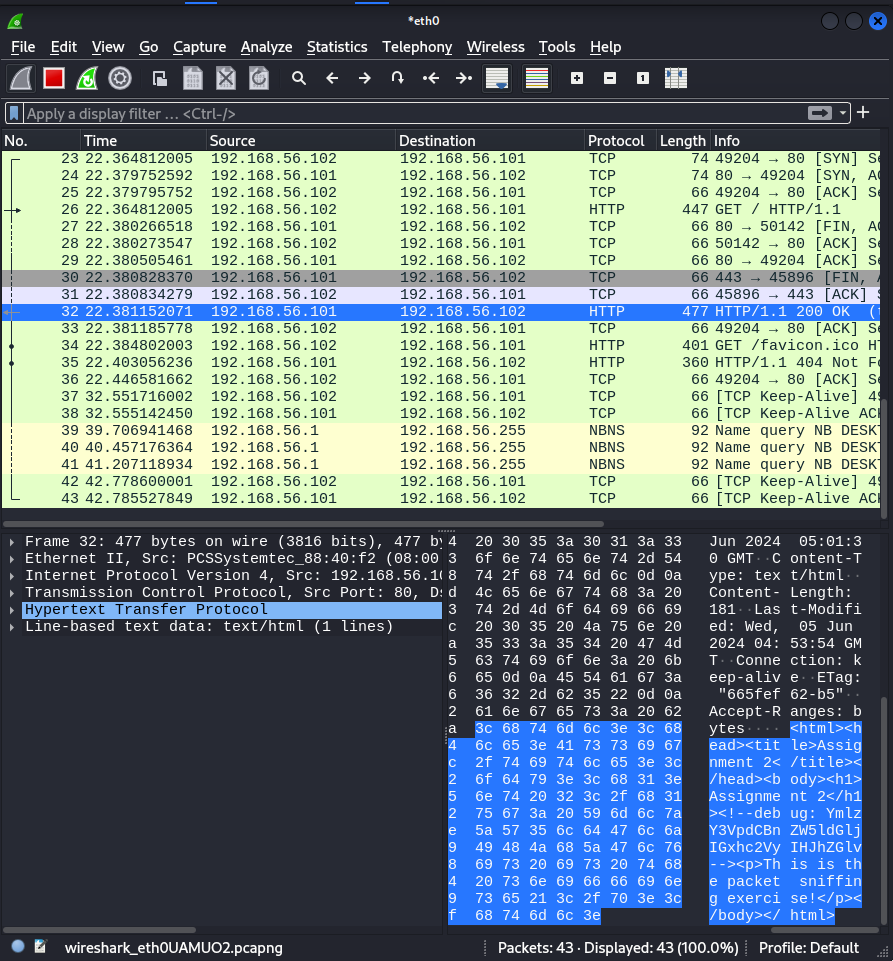 *eth0
File Edit View Go Capture Analyze Statistics Telephony Wireless Tools Help
Apply a display filter … <Ctrl-/>
No. Time Source Destination Protocol Length Info
23 22.364812005 192.168.56.102 192.168.56.101 TCP 74 49204 → 80 [SYN] Se
24 22.379752592 192.168.56.101 192.168.56.102 TCP 74 80 → 49204 [SYN, AC
25 22.379795752 192.168.56.102 192.168.56.101 TCP 66 49204 → 80 [ACK] Se
26 22.364812005 192.168.56.102 192.168.56.101 HTTP 447 GET / HTTP/1.1
27 22.380266518 192.168.56.101 192.168.56.102 TCP 66 80 → 50142 [FIN, AC
28 22.380273547 192.168.56.102 192.168.56.101 TCP 66 50142 → 80 [ACK] Se
29 22.380505461 192.168.56.101 192.168.56.102 TCP 66 80 → 49204 [ACK] Se
30 22.380828370 192.168.56.101 192.168.56.102 TCP 66 443 → 45896 [FIN, A
31 22.380834279 192.168.56.102 192.168.56.101 TCP 66 45896 → 443 [ACK] S
32 22.381152071 192.168.56.101 192.168.56.102 HTTP 477 HTTP/1.1 200 OK (t
33 22.381185778 192.168.56.102 192.168.56.101 TCP 66 49204 → 80 [ACK] Se
34 22.384802003 192.168.56.102 192.168.56.101 HTTP 401 GET /favicon.ico HT
35 22.403056236 192.168.56.101 192.168.56.102 HTTP 360 HTTP/1.1 404 Not Fo
36 22.446581662 192.168.56.102 192.168.56.101 TCP 66 49204 → 80 [ACK] Se
37 32.551716002 192.168.56.102 192.168.56.101 TCP 66 [TCP Keep-Alive] 49
38 32.555142450 192.168.56.101 192.168.56.102 TCP 66 [TCP Keep-Alive ACK
39 39.706941468 192.168.56.1 192.168.56.255 NBNS 92 Name query NB DESKT
40 40.457176364 192.168.56.1 192.168.56.255 NBNS 92 Name query NB DESKT
41 41.207118934 192.168.56.1 192.168.56.255 NBNS 92 Name query NB DESKT
42 42.778600001 192.168.56.102 192.168.56.101 TCP 66 [TCP Keep-Alive] 49
43 42.785527849 192.168.56.101 192.168.56.102 TCP 66 [TCP Keep-Alive ACK
Frame 32: 477 bytes on wire (3816 bits), 477 by
Ethernet II, Src: PCSSystemtec_88:40:f2 (08:00
Internet Protocol Version 4, Src: 192.168.56.10
Transmission Control Protocol, Src Port: 80, Ds
Hypertext Transfer Protocol
Line-based text data: text/html (1 lines)
4 20 30 35 3a 30 31 3a 33 Jun 2024 05:01:3
3 6f 6e 74 65 6e 74 2d 54 0 GMT··C ontent-T
8 74 2f 68 74 6d 6c 0d 0a ype: tex t/html··
d 4c 65 6e 67 74 68 3a 20 Content- Length:
3 74 2d 4d 6f 64 69 66 69 181··Las t-Modifi
c 20 30 35 20 4a 75 6e 20 ed: Wed, 05 Jun
a 35 33 3a 35 34 20 47 4d 2024 04: 53:54 GM
5 63 74 69 6f 6e 3a 20 6b T··Conne ction: k
6 65 0d 0a 45 54 61 67 3a eep-aliv e··ETag:
6 36 32 2d 62 35 22 0d 0a "665fef 62-b5"··
2 61 6e 67 65 73 3a 20 62 Accept-R anges: b
a 3c 68 74 6d 6c 3e 3c 68 ytes···· <html><h
4 6c 65 3e 41 73 73 69 67 ead><tit le>Assig
c 2f 74 69 74 6c 65 3e 3c nment 2< /title><
2 6f 64 79 3e 3c 68 31 3e /head><b ody><h1>
5 6e 74 20 32 3c 2f 68 31 Assignme nt 2</h1
2 75 67 3a 20 59 6d 6c 7a ><!--deb ug: Ymlz
e 5a 57 35 6c 64 47 6c 6a Y3VpdCBn ZW5ldGlj
9 49 48 4a 68 5a 47 6c 76 IGxhc2Vy IHJhZGlv
8 69 73 20 69 73 20 74 68 --><p>Th is is th
4 20 73 6e 69 66 66 69 6e e packet sniffin
9 73 65 21 3c 2f 70 3e 3c g exerci se!</p><
f 68 74 6d 6c 3e /body></ html>
wireshark_eth0UAMUO2.pcapng Packets: 43 · Displayed: 43 (100.0%) Profile: Default